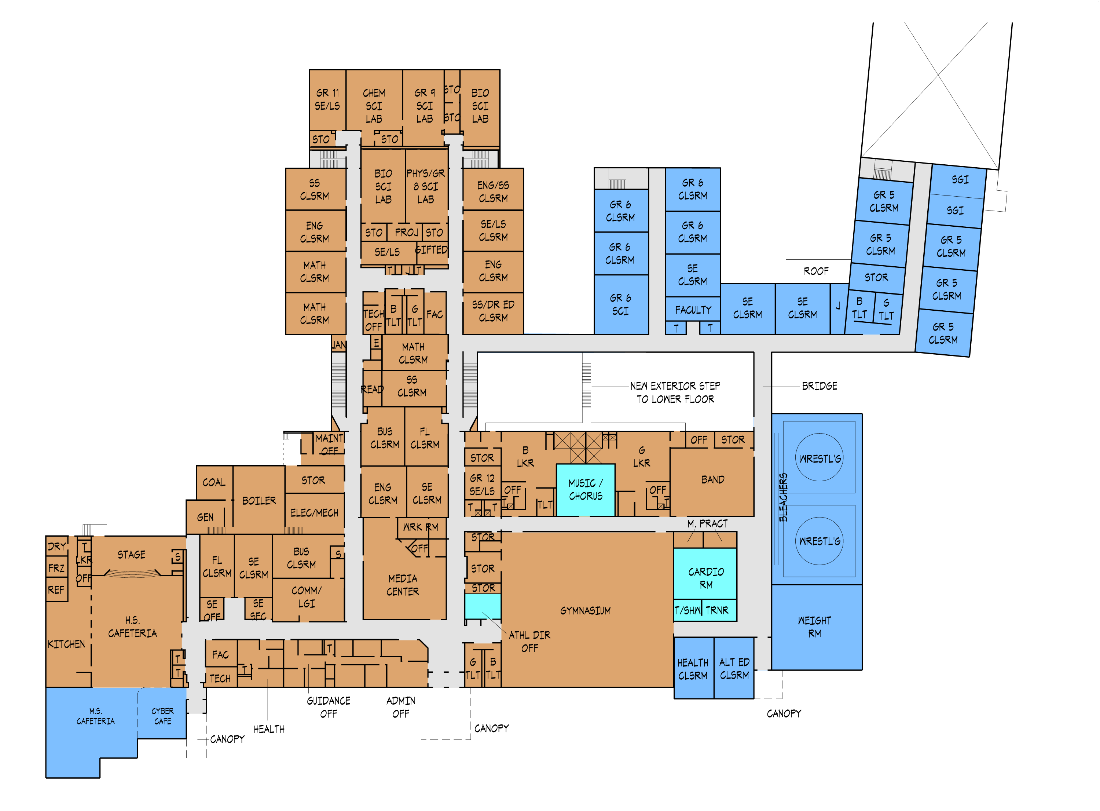 GR 11
SE/LS
CHEM
SCI
LAB
GR 9
SCI
LAB
STO
STO
BIO
SCI
LAB
STO
STO
SS
CLSRM
BIO
SCI
LAB
PHYS/GR
8 SCI
LAB
ENG/SS
CLSRM
ENG
CLSRM
STO
PROJ
STO
SE/LS
CLSRM
SE/LS
GIFTED
MATH
CLSRM
T
J
T
ENG
CLSRM
MATH
CLSRM
TECH
OFF
B
TLT
G
TLT
FAC
SS/DR ED
CLSRM
JAN
E
MATH
CLSRM
READ
SS
CLSRM
BUS
CLSRM
FL
CLSRM
MAINT
OFF
STOR
ENG
CLSRM
SE
CLSRM
COAL
BOILER
GEN
ELEC/MECH
WRK RM
OFF
MEDIA
CENTER
FL
CLSRM
SE
CLSRM
BUS
CLSRM
S
COMM/
LGI
SE
OFF
SE
SEC
DRY
FRZ
REF
T
LKR
OFF
STAGE
S
H.S.
CAFETERIA
KITCHEN
T
T
FAC
TECH
T
T
HEALTH
GUIDANCE
OFF
ADMIN
OFF
H.S.
CAFETERIA
CYBER
CAFE
CANOPY
CANOPY
CANOPY
GR 6
CLSRM
GR 6
CLSRM
GR 6
SCI
GR 6
CLSRM
GR 6
CLSRM
SE
CLSRM
FACULTY
T
T
SE
CLSRM
SE
CLSRM
J
B
TLT
G
TLT
ROOF
GR 5
CLSRM
GR 5
CLSRM
STOR
SGI
SGI
GR 5
CLSRM
GR 5
CLSRM
GR 5
CLSRM
NEW EXTERIOR STEP
TO LOWER FLOOR
BRIDGE
STOR
B
LKR
G
LKR
OFF
STOR
GR 12
SE/LS
T
T
OFF
TLT
MUSIC /
CHORUS
OFF
T
BAND
M. PRACT
STOR
STOR
STOR
GYMNASIUM
CARDIO
RM
T/SHW
TRNR
ATHL DIR
OFF
G
TLT
B
TLT
HEALTH
CLSRM
ALT ED
CLSRM
WRESTL'G
BLEACHERS
WRESTL'G
WEIGHT
RM